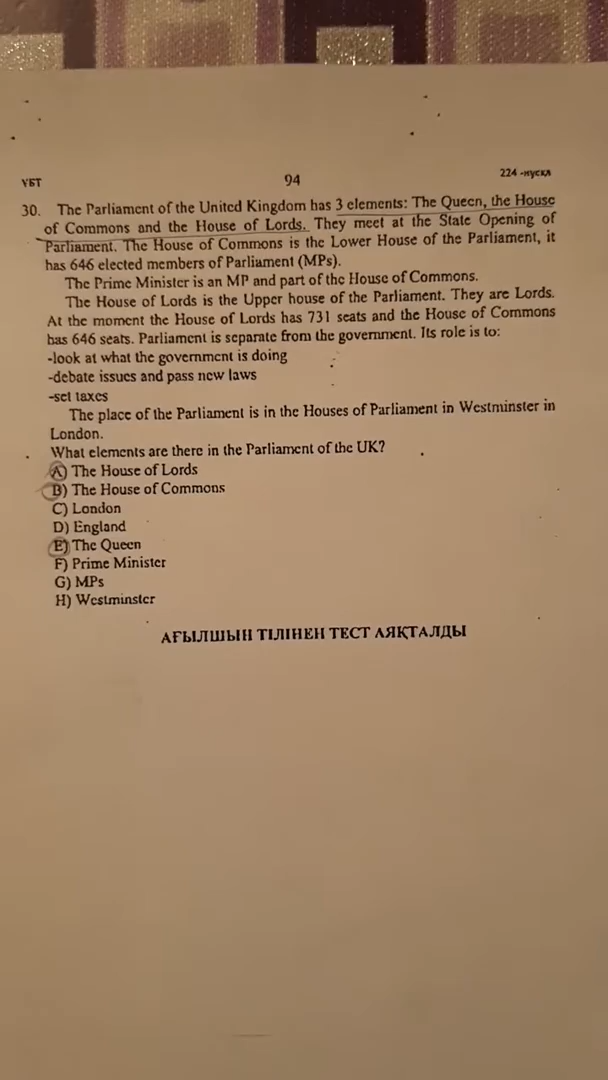 ҰБТ 94 224 -нұсқа
30. The Parliament of the United Kingdom has 3 elements: The Queen, the House
of Commons and the House of Lords. They meet at the State Opening of
Parliament. The House of Commons is the Lower House of the Parliament, it
has 646 elected members of Parliament (MPs).
The Prime Minister is an MP and part of the House of Commons.
The House of Lords is the Upper house of the Parliament. They are Lords.
At the moment the House of Lords has 731 seats and the House of Commons
has 646 seats. Parliament is separate from the government. Its role is to:
-look at what the government is doing
-debate issues and pass new laws
-set taxes
The place of the Parliament is in the Houses of Parliament in Westminster in
London.
What elements are there in the Parliament of the UK?
A) The House of Lords
B) The House of Commons
C) London
D) England
E) The Queen
F) Prime Minister
G) MPs
H) Westminster
АҒЫЛШЫН ТІЛІНЕН ТЕСТ АЯҚТАЛДЫ